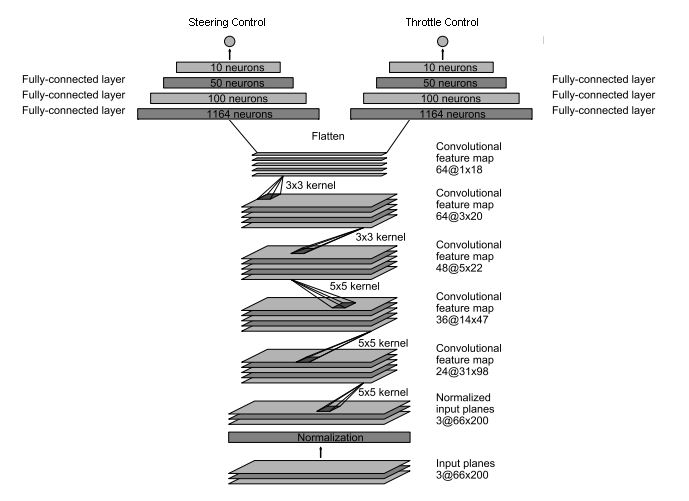 Steering Control
Throttle Control
10 neurons
10 neurons
Fully-connected layer
50 neurons
50 neurons
Fully-connected layer
Fully-connected layer
100 neurons
100 neurons
Fully-connected layer
Fully-connected layer
1164 neurons
1164 neurons
Fully-connected layer
Flatten
Convolutional
feature map
64@1x18
3x3 kernel
Convolutional
feature map
64@3x20
3x3 kernel
Convolutional
feature map
48@5x22
5x5 kernel
Convolutional
feature map
36@14x47
5x5 kernel
Convolutional
feature map
24@31x98
5x5 kernel
Normalized
input planes
3@66x200
Normalization
Input planes
3@66x200